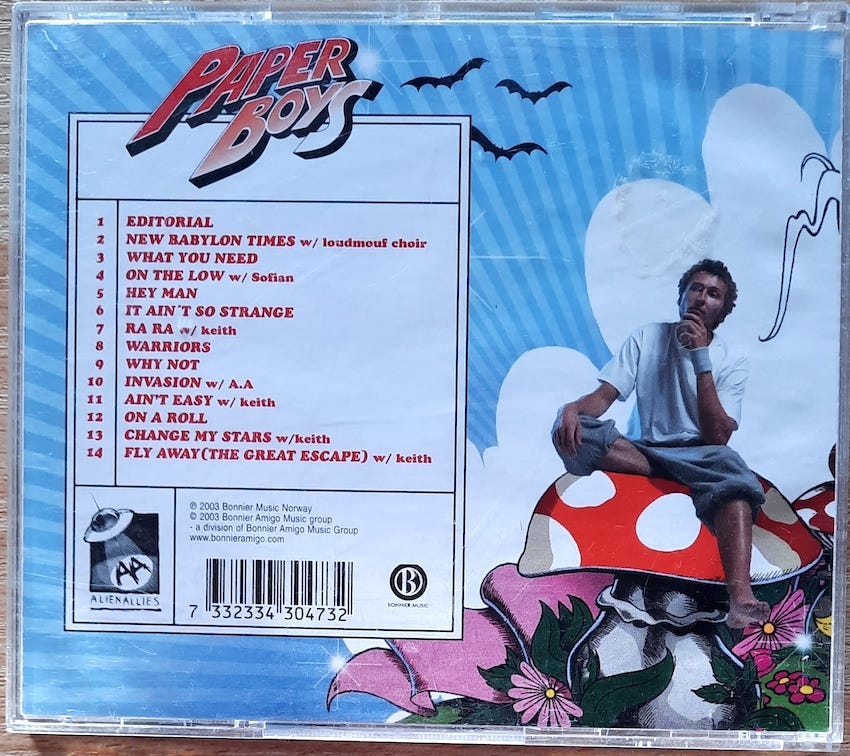 PAPER
BOYS
1 EDITORIAL
2 NEW BABYLON TIMES w/ loudmouf choir
3 WHAT YOU NEED
4 ON THE LOW w/ Sofian
5 HEY MAN
6 IT AIN´T SO STRANGE
7 RA RA w/ keith
8 WARRIORS
9 WHY NOT
10 INVASION w/ A.A
11 AIN'T EASY w/ keith
12 ON A ROLL
13 CHANGE MY STARS w/keith
14 FLY AWAY(THE GREAT ESCAPE) w/ keith
℗ 2003 Bonnier Music Norway
© 2003 Bonnier Amigo Music group
- a division of Bonnier Amigo Music Group
www.bonnieramigo.com
AA
ALIENALLIES
7 332334 304732
B
BONNIER MUSIC